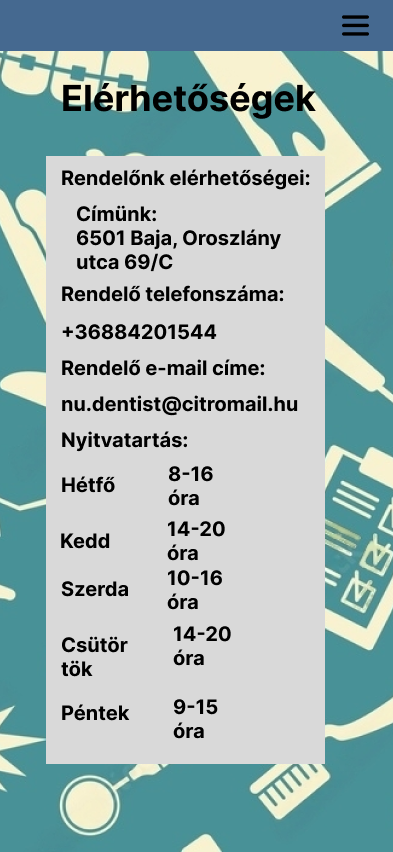 Elérhetőségek
Rendelőnk elérhetőségei:
Címünk:
6501 Baja, Oroszlány
utca 69/C
Rendelő telefonszáma:
+36884201544
Rendelő e-mail címe:
nu.dentist@citromail.hu
Nyitvatartás:
Hétfő 8-16
óra
Kedd 14-20
óra
Szerda 10-16
óra
Csütör 14-20
tök óra
Péntek 9-15
óra